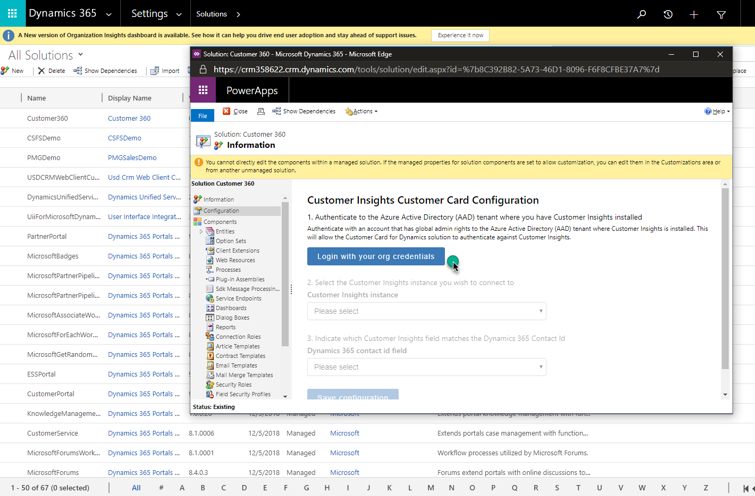 Dynamics 365
Settings
Solutions
A New version of Organization Insights dashboard is available. See how it can help you drive end user adoption and stay ahead of support issues.
Experience it now
All Solutions
New
Delete
Show Dependencies
Import
Name
Display Name
Customer360
Customer 360
CSFSDemo
CSFSDemo
PMGDemo
PMGSalesDemo
USDCRMWebClientCu...
Usd Crm Web Client C...
DynamicsUnifiedServi...
Dynamics Unified Serv...
UiiForMicrosoftDynam...
User Interface Integrat...
PartnerPortal
Dynamics 365 Portals ...
MicrosoftBadges
Dynamics 365 Portals ...
MicrosoftPartnerPipeli...
Dynamics 365 Portals ...
MicrosoftPartnerPipeli...
Dynamics 365 Portals ...
MicrosoftAssociateWo...
Dynamics 365 Portals ...
MicrosoftForEachWor...
Dynamics 365 Portals ...
MicrosoftGetRandom...
Dynamics 365 Portals ...
ESSPortal
Dynamics 365 Portals ...
CustomerPortal
Dynamics 365 Portals ...
KnowledgeManageme...
Dynamics 365 Portals ...
12/5/2018
Managed
Microsoft
CustomerService
Dynamics 365 Portals ...
8.1.0006
12/5/2018
Managed
Microsoft
Extends portals case management with function...
MicrosoftForumsWork...
Dynamics 365 Portals ...
8.1.0001
12/5/2018
Managed
Microsoft
Workflow processes utilized by Microsoft Forums.
MicrosoftForums
Dynamics 365 Portals ...
8.4.0.3
12/5/2018
Managed
Microsoft
Forums extend portals with online discussions to...
1 - 50 of 67 (0 selected)
All # A B C D E F G H I J K L M N O P Q R S T U V W X Y Z
Solution: Customer 360 - Microsoft Dynamics 365 - Microsoft Edge
https://crm358622.crm.dynamics.com/tools/solution/edit.aspx?id=%7b8C392B82-5A73-46D1-8096-F6F8CFBE37A7%7d
PowerApps
File
Close
Show Dependencies
Actions
Help
Solution: Customer 360
Information
You cannot directly edit the components within a managed solution. If the managed properties for solution components are set to allow customization, you can edit them in the Customizations area or
from another unmanaged solution.
Solution Customer 360
Information
Configuration
Components
Entities
Option Sets
Client Extensions
Web Resources
Processes
Plug-in Assemblies
Sdk Message Processin...
Service Endpoints
Dashboards
Dialog Boxes
Reports
Connection Roles
Article Templates
Contract Templates
Email Templates
Mail Merge Templates
Security Roles
Field Security Profiles
Status: Existing
Customer Insights Customer Card Configuration
1. Authenticate to the Azure Active Directory (AAD) tenant where you have Customer Insights installed
Authenticate with an account that has global admin rights to the Azure Active Directory (AAD) tenant where Customer Insights is installed. This
will allow the Customer Card for Dynamics solution to authenticate against Customer Insights.
Login with your org credentials
2. Select the Customer Insights instance you wish to connect to
Customer Insights instance
Please select
3. Indicate which Customer Insights field matches the Dynamics 365 Contact Id
Dynamics 365 contact id field
Please select
Save configuration